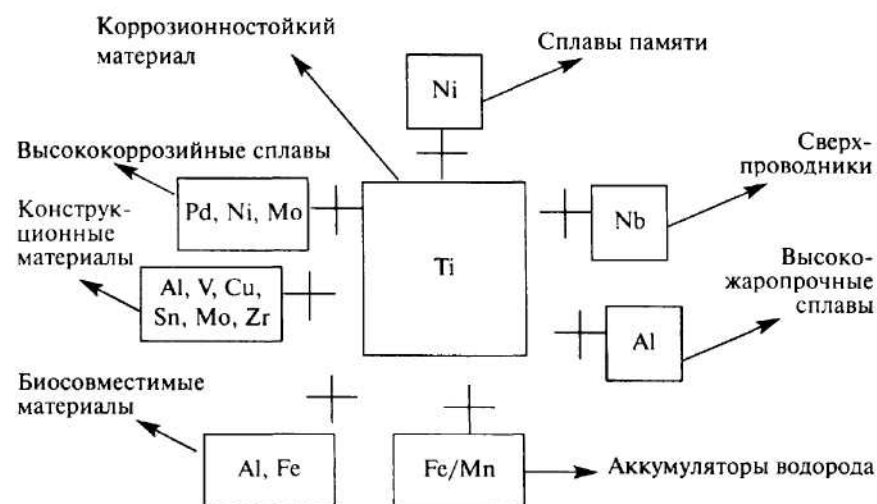 Коррозионностойкий
материал
Сплавы памяти
Ni
Высококоррозийные сплавы
Pd, Ni, Mo
Сверх-
проводники
Nb
Конструк-
ционные
материалы
Al, V, Cu,
Sn, Mo, Zr
Ti
Высоко-
жаропрочные
сплавы
Al
Биосовместимые
материалы
Al, Fe
Fe/Mn
Аккумуляторы водорода